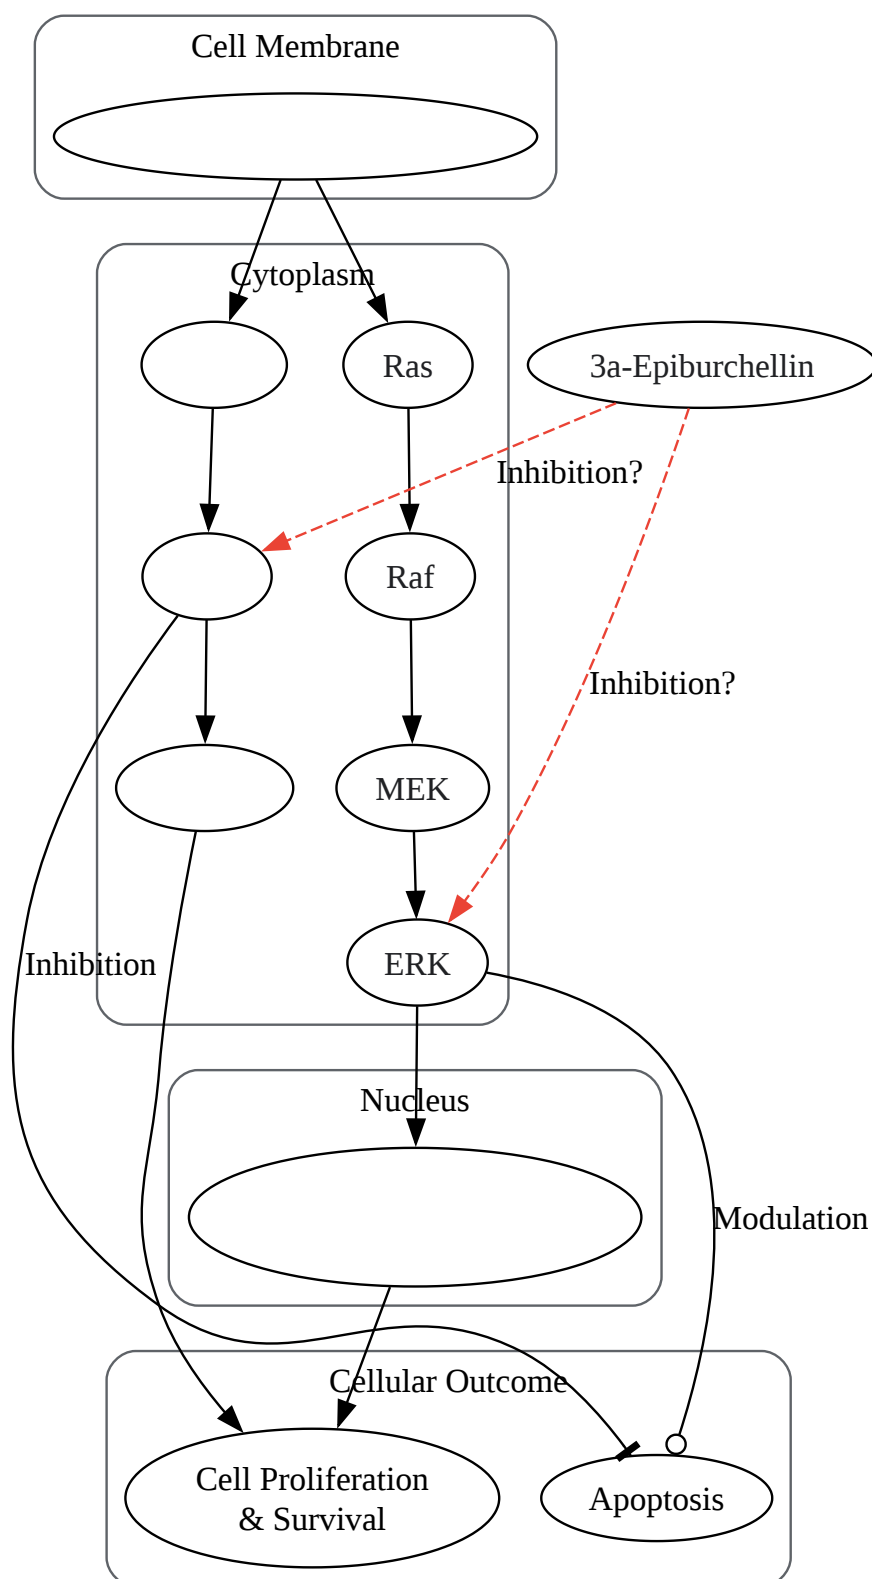 Cell Membrane
Cytoplasm
Ras
3a-Epiburchellin
Inhibition?
Raf
Inhibition?
MEK
Inhibition
ERK
Nucleus
Modulation
Cellular Outcome
Cell Proliferation
& Survival
Apoptosis